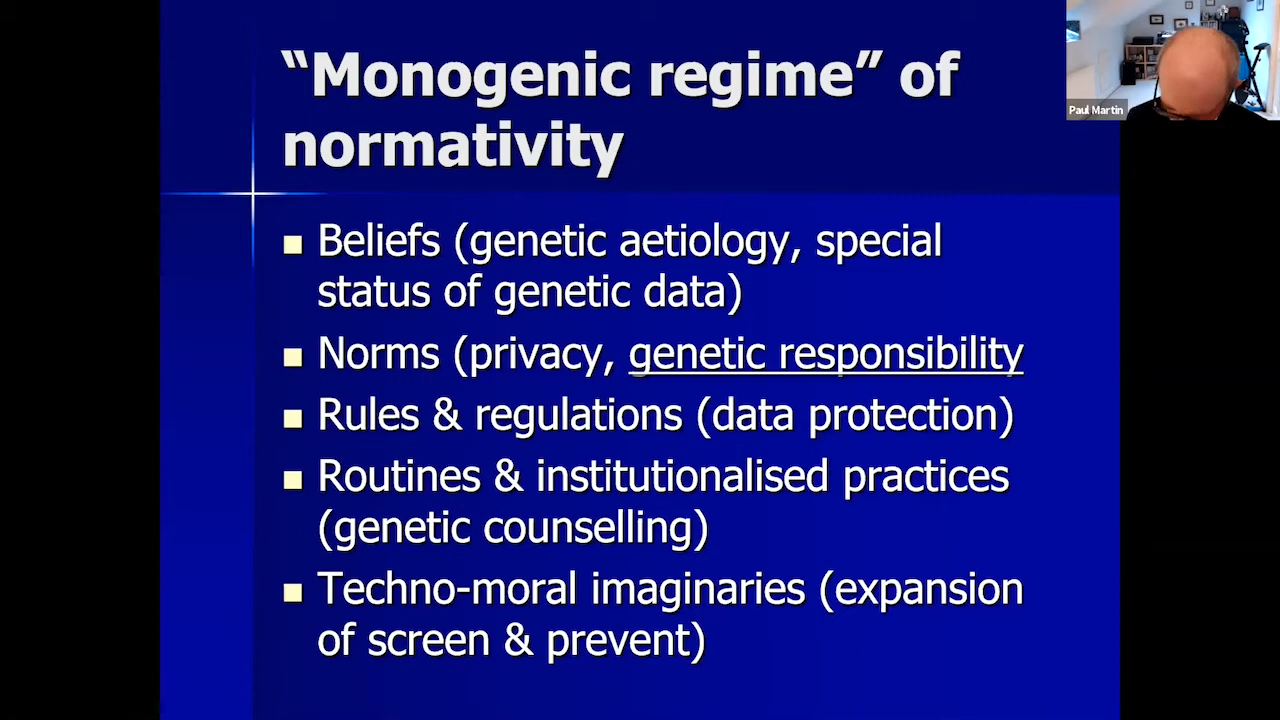 “Monogenic regime” of
normativity
Beliefs (genetic aetiology, special
status of genetic data)
Norms (privacy, genetic responsibility
Rules & regulations (data protection)
Routines & institutionalised practices
(genetic counselling)
Techno-moral imaginaries (expansion
of screen & prevent)
Paul Martin